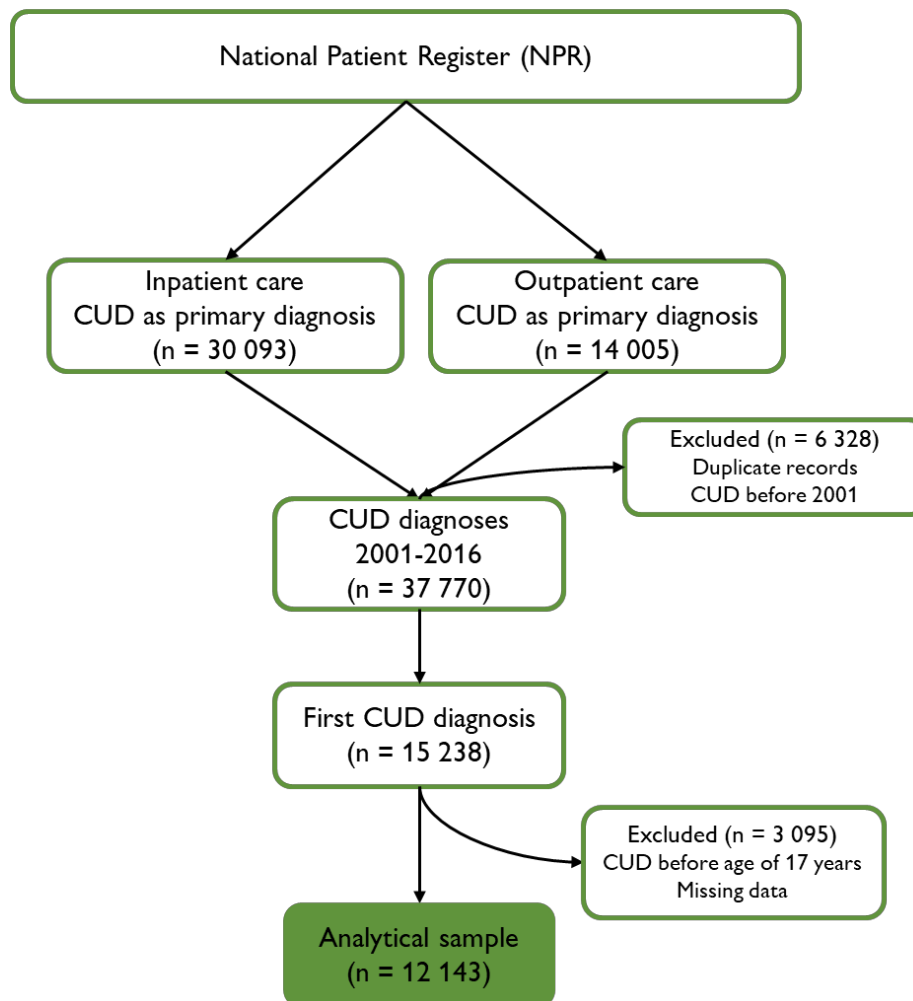 National Patient Register (NPR)
Inpatient care
CUD as primary diagnosis
(n = 30 093)
Outpatient care
CUD as primary diagnosis
(n = 14 005)
Excluded (n = 6 328)
Duplicate records
CUD before 2001
CUD diagnoses
2001-2016
(n = 37 770)
First CUD diagnosis
(n = 15 238)
Excluded (n = 3 095)
CUD before age of 17 years
Missing data
Analytical sample
(n = 12 143)